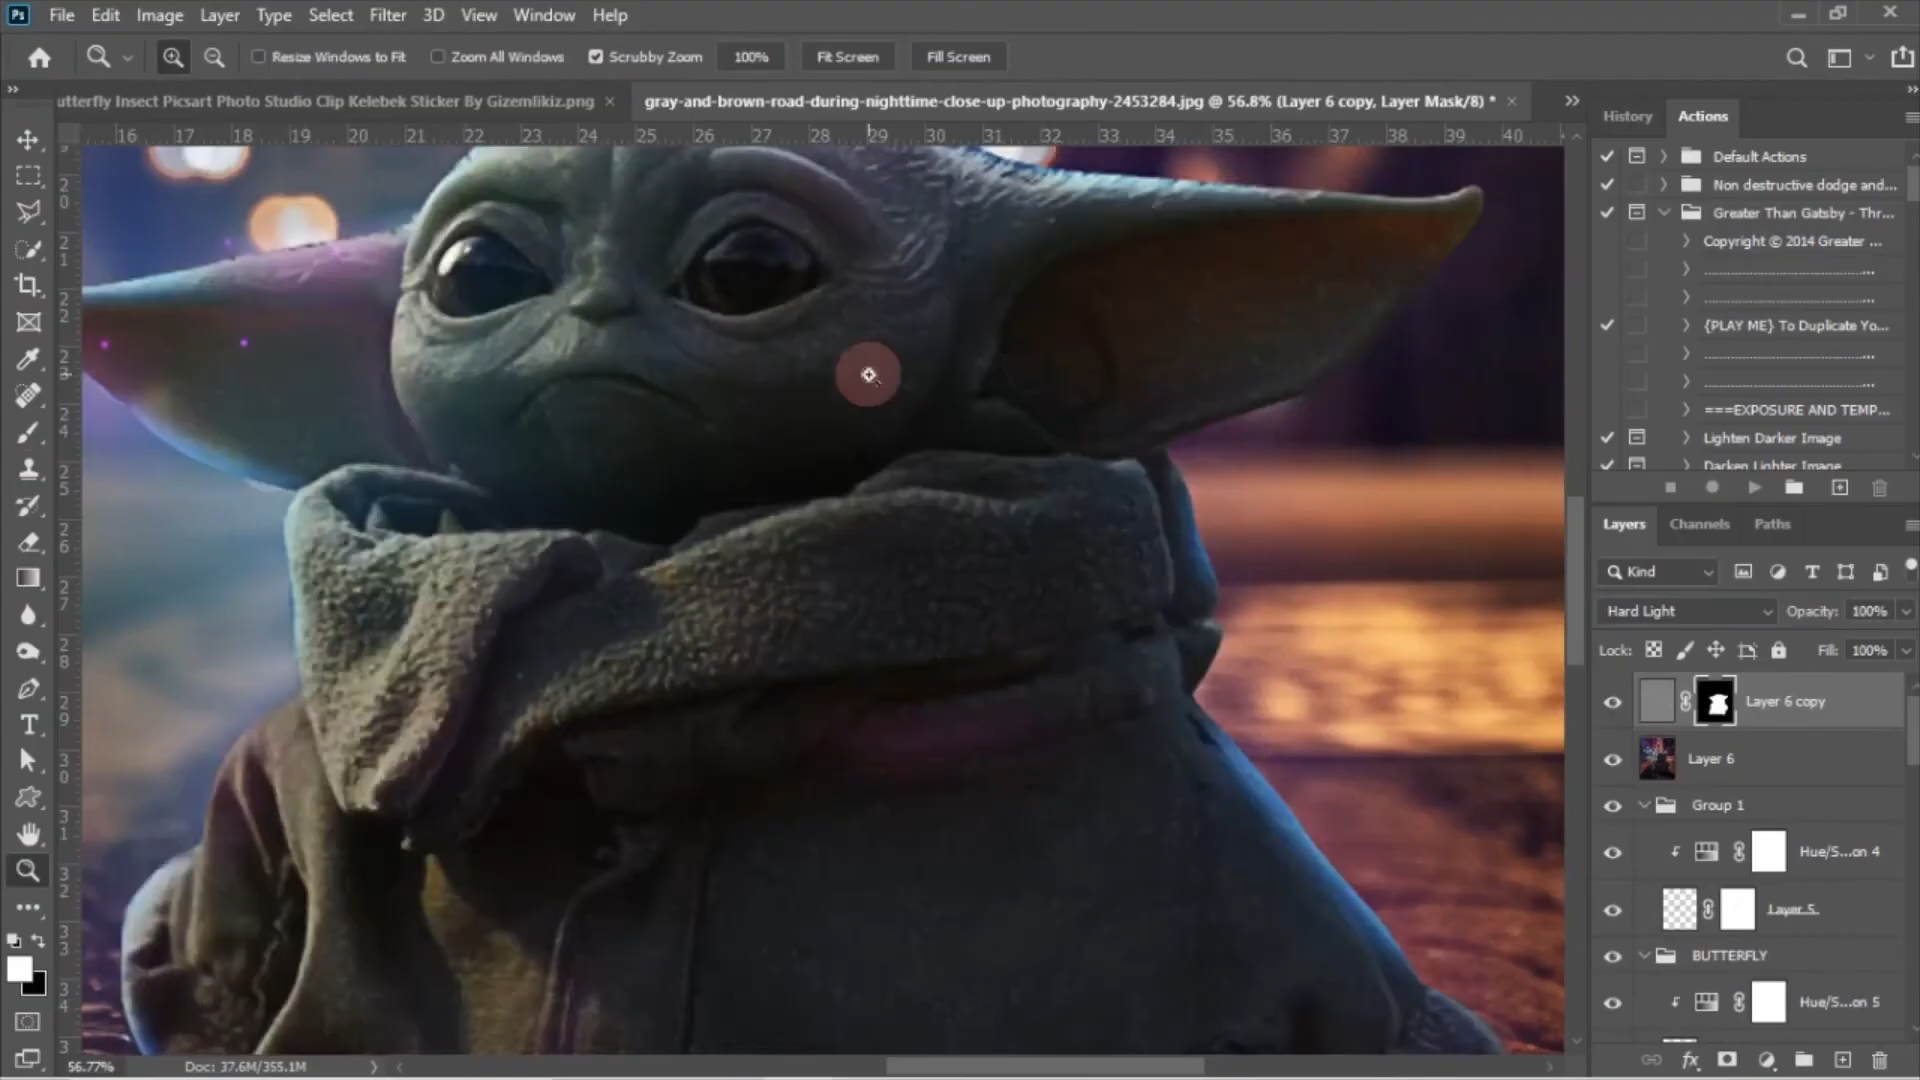 Ps File Edit Image Layer Type Select Filter 3D View Window Help
Resize Windows to Fit Zoom All Windows Scrubby Zoom 100% Fit Screen Fill Screen
utterfly Insect Picsart Photo Studio Clip Kelebek Sticker By Gizemlikiz.png × gray-and-brown-road-during-nighttime-close-up-photography-2453284.jpg @ 56.8% (Layer 6 copy, Layer Mask/8) * ×
History Actions
16 17 18 19 20 21 22 23 24 25 26 27 28 29 30 31 32 33 34 35 36 37 38 39 40
Default Actions
Non destructive dodge and...
Greater Than Gatsby - Thr...
Copyright © 2014 Greater ...
{PLAY ME} To Duplicate Yo...
===EXPOSURE AND TEMP...
Lighten Darker Image
Darken Lighter Image
Layers Channels Paths
Kind
Hard Light Opacity: 100%
Lock: Fill: 100%
Layer 6 copy
Layer 6
Group 1
Hue/S...on 4
Layer 5
BUTTERFLY
Hue/S...on 5
56.77% Doc: 37.6M/355.1M